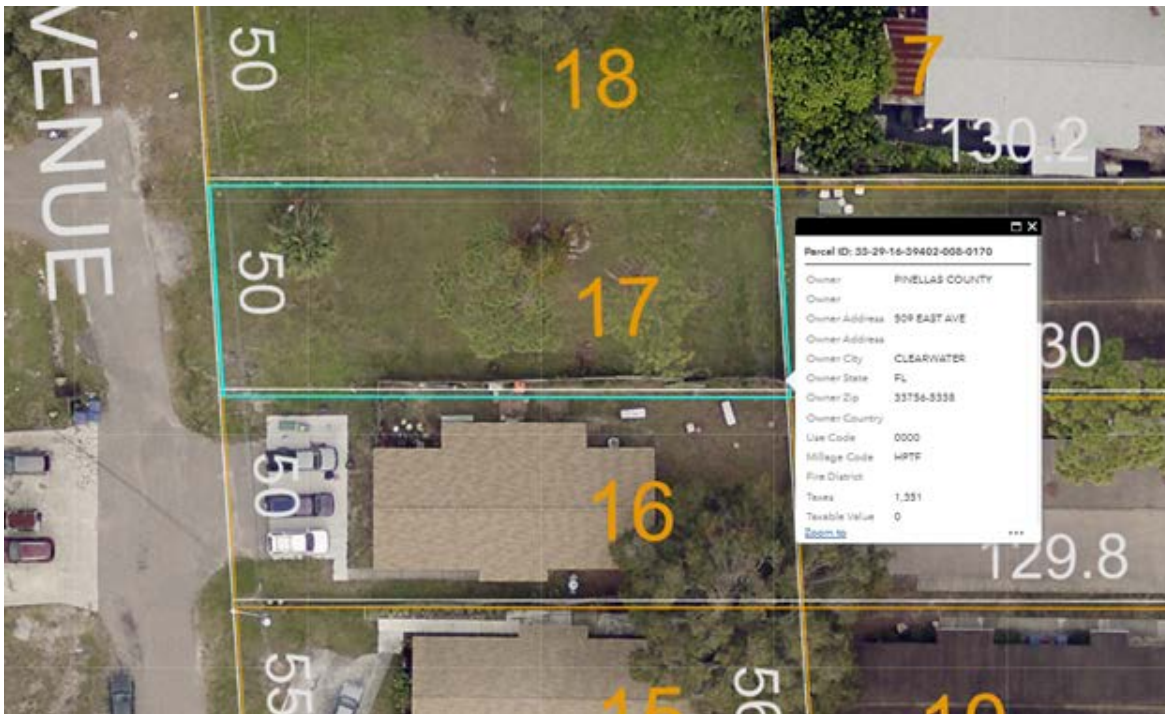 VENUE
50
18
7
130.2
50
17
30
50
16
129.8
55
15
56
19
Parcel ID: 33-29-16-39402-008-0170
Owner PINELLAS COUNTY
Owner
Owner Address 509 EAST AVE
Owner Address
Owner City CLEARWATER
Owner State FL
Owner Zip 33756-5338
Owner Country
Use Code 0000
Millage Code HPTF
Fire District
Taxes 1,351
Taxable Value 0
Zoom to